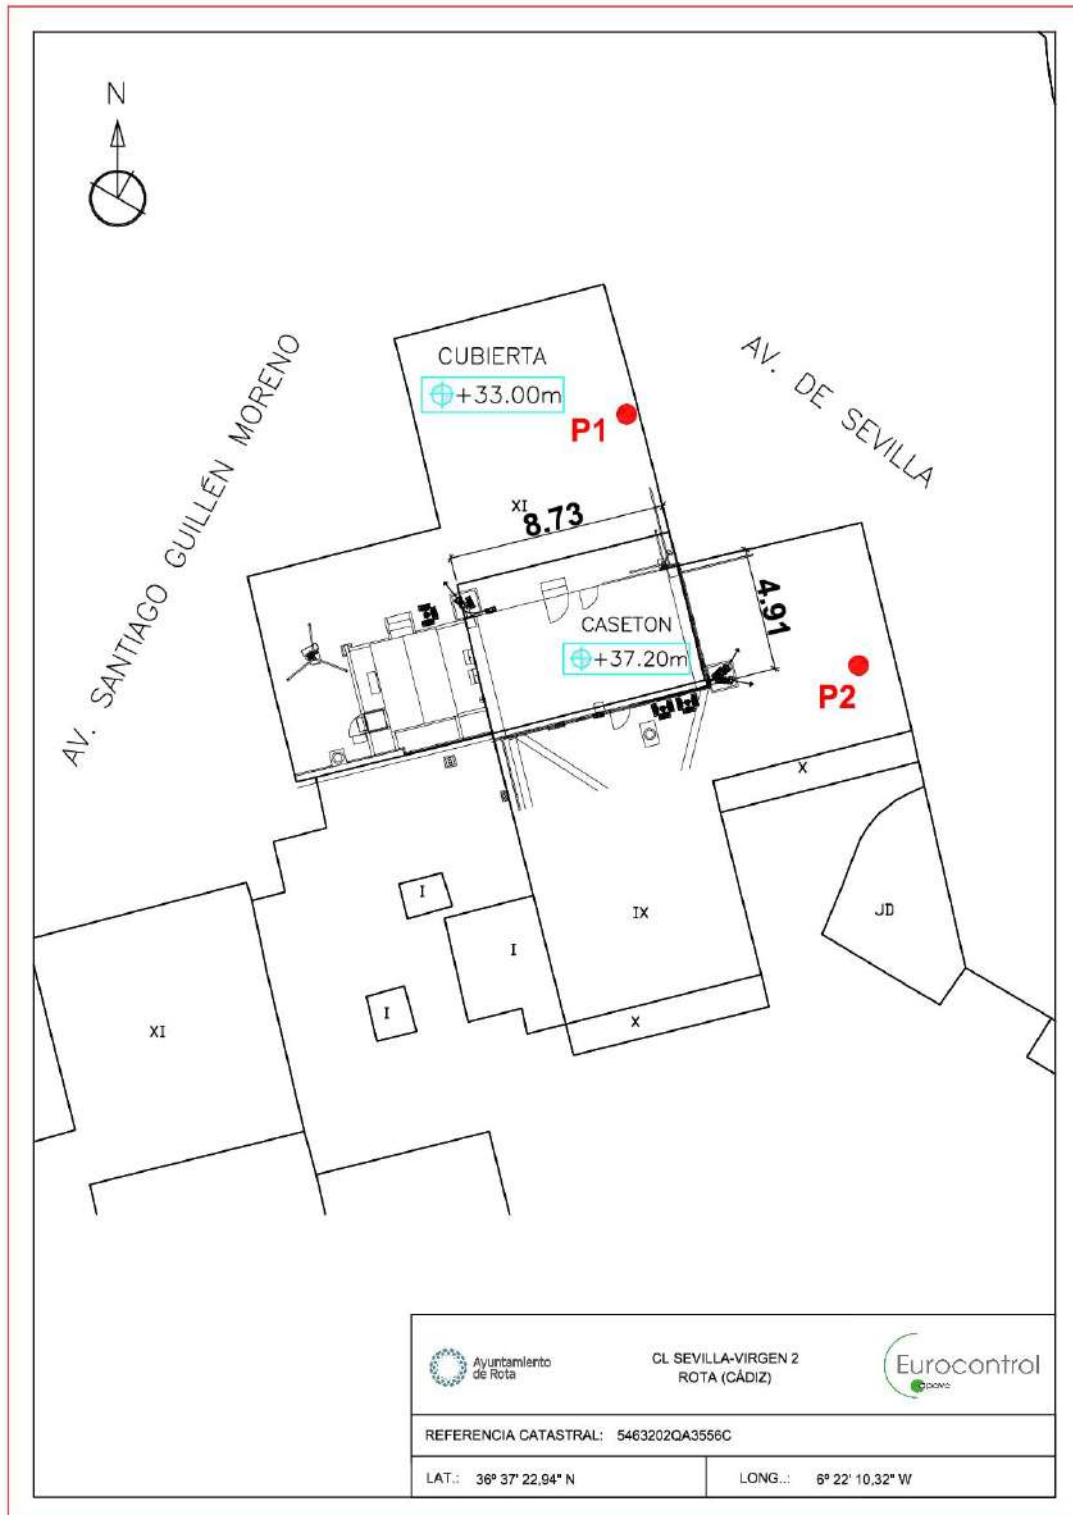 N
CUBIERTA
+33.00m
AV. SANTIAGO GUILLÉN MORENO
AV. DE SEVILLA
P1
XI
8.73
4.91
CASETON
+37.20m
P2
X
I
IX
JD
I
I
XI
X
Ayuntamiento
de Rota
CL SEVILLA-VIRGEN 2
ROTA (CÁDIZ)
Eurocontrol
apave
REFERENCIA CATASTRAL: 5463202QA3556C
LAT.: 36º 37' 22,94" N
LONG..: 6º 22' 10,32" W